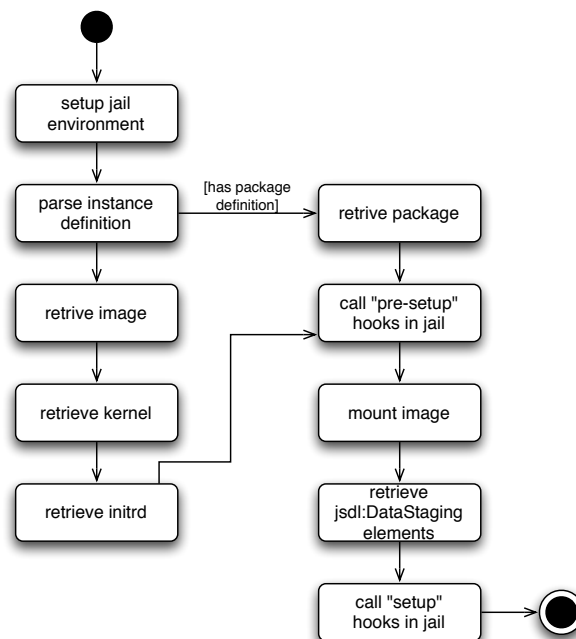 setup jail
environment
parse instance
definition
[has package
definition]
retrive package
retrive image
call "pre-setup"
hooks in jail
retrieve kernel
mount image
retrieve initrd
retrieve
jsdl:DataStaging
elements
call "setup"
hooks in jail